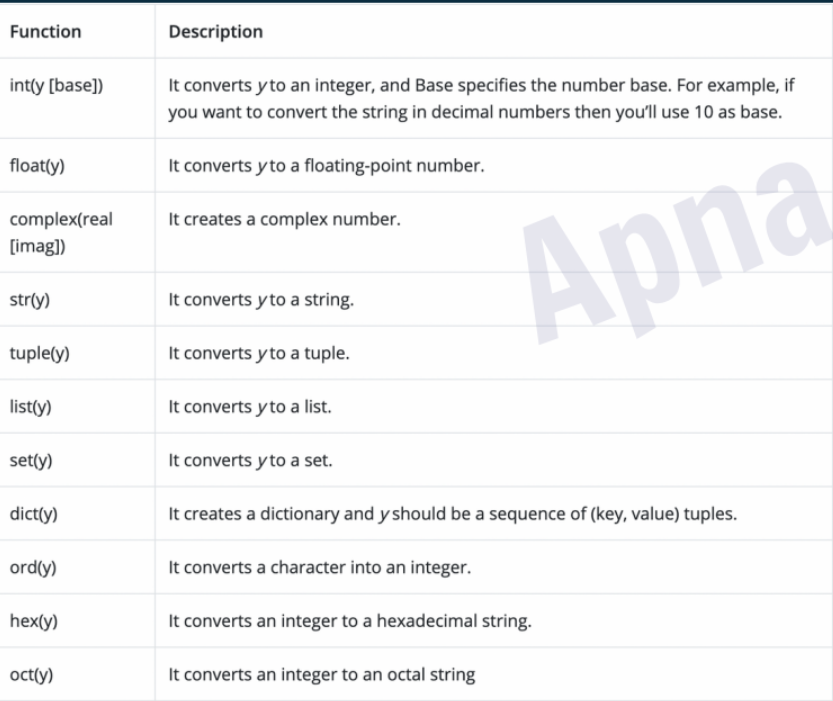 Function Description
int(y [base]) It converts y to an integer, and Base specifies the number base. For example, if
you want to convert the string in decimal numbers then you’ll use 10 as base.
float(y) It converts y to a floating-point number.
complex(real It creates a complex number.
[imag])
str(y) It converts y to a string.
tuple(y) It converts y to a tuple.
list(y) It converts y to a list.
set(y) It converts y to a set.
dict(y) It creates a dictionary and y should be a sequence of (key, value) tuples.
ord(y) It converts a character into an integer.
hex(y) It converts an integer to a hexadecimal string.
oct(y) It converts an integer to an octal string
Apna